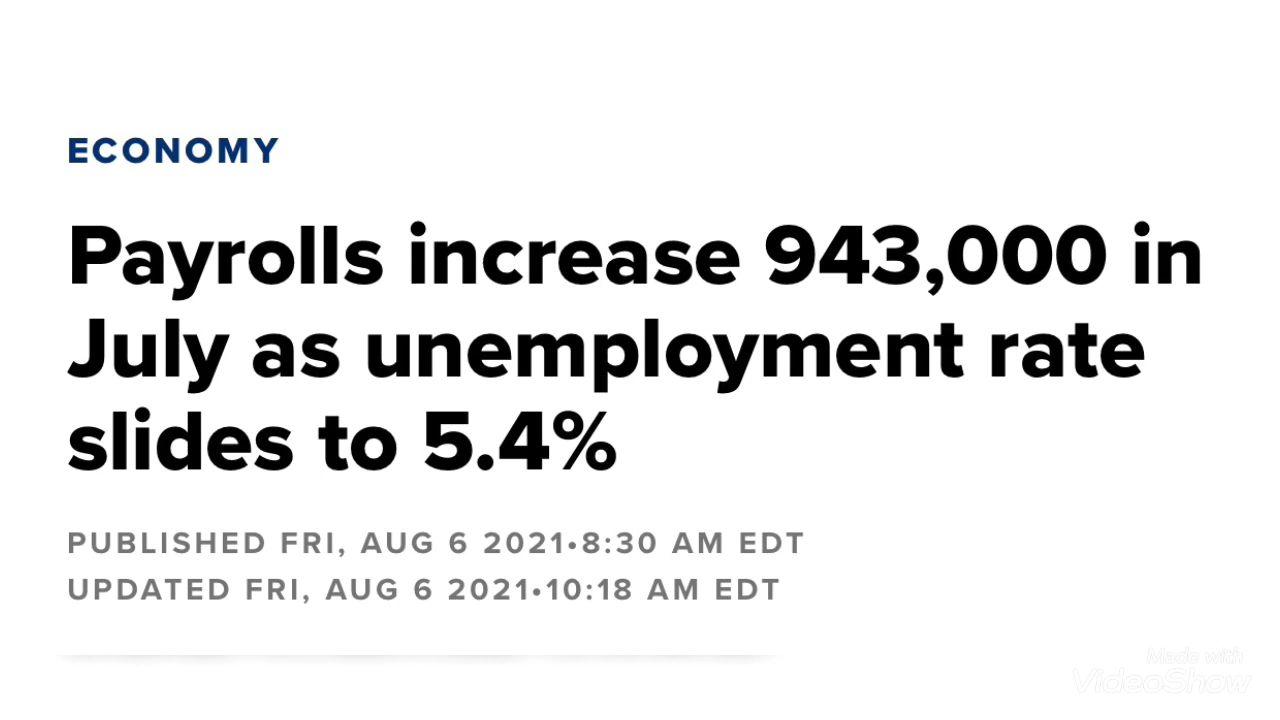 ECONOMY
Payrolls increase 943,000 in
July as unemployment rate
slides to 5.4%
PUBLISHED FRI, AUG 6 2021•8:30 AM EDT
UPDATED FRI, AUG 6 2021•10:18 AM EDT
Made with
VideoShow